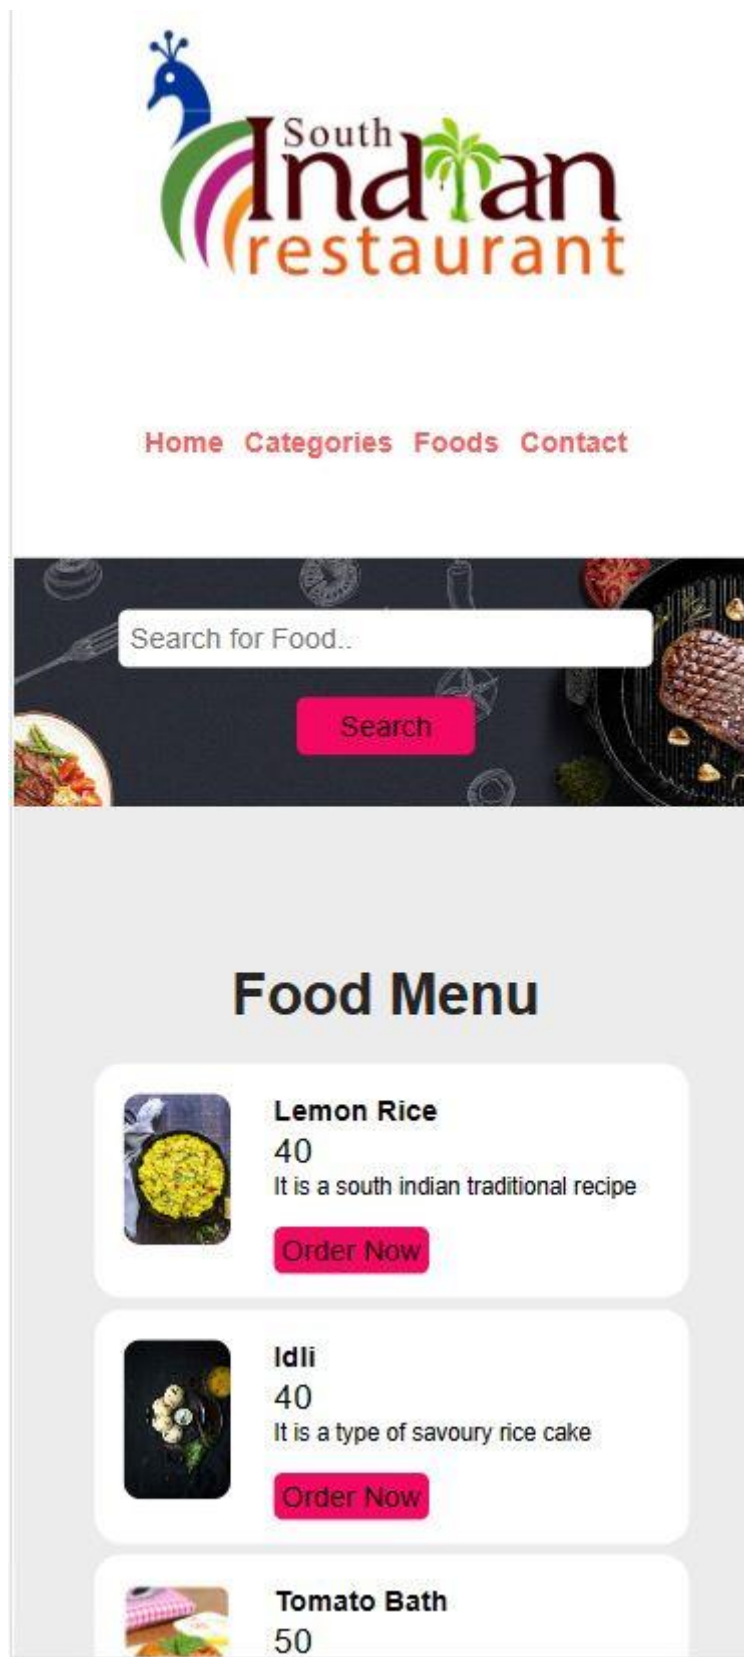 South
Indian
restaurant
Home Categories Foods Contact
Search for Food..
Search
Food Menu
Lemon Rice
40
It is a south indian traditional recipe
Order Now
Idli
40
It is a type of savoury rice cake
Order Now
Tomato Bath
50